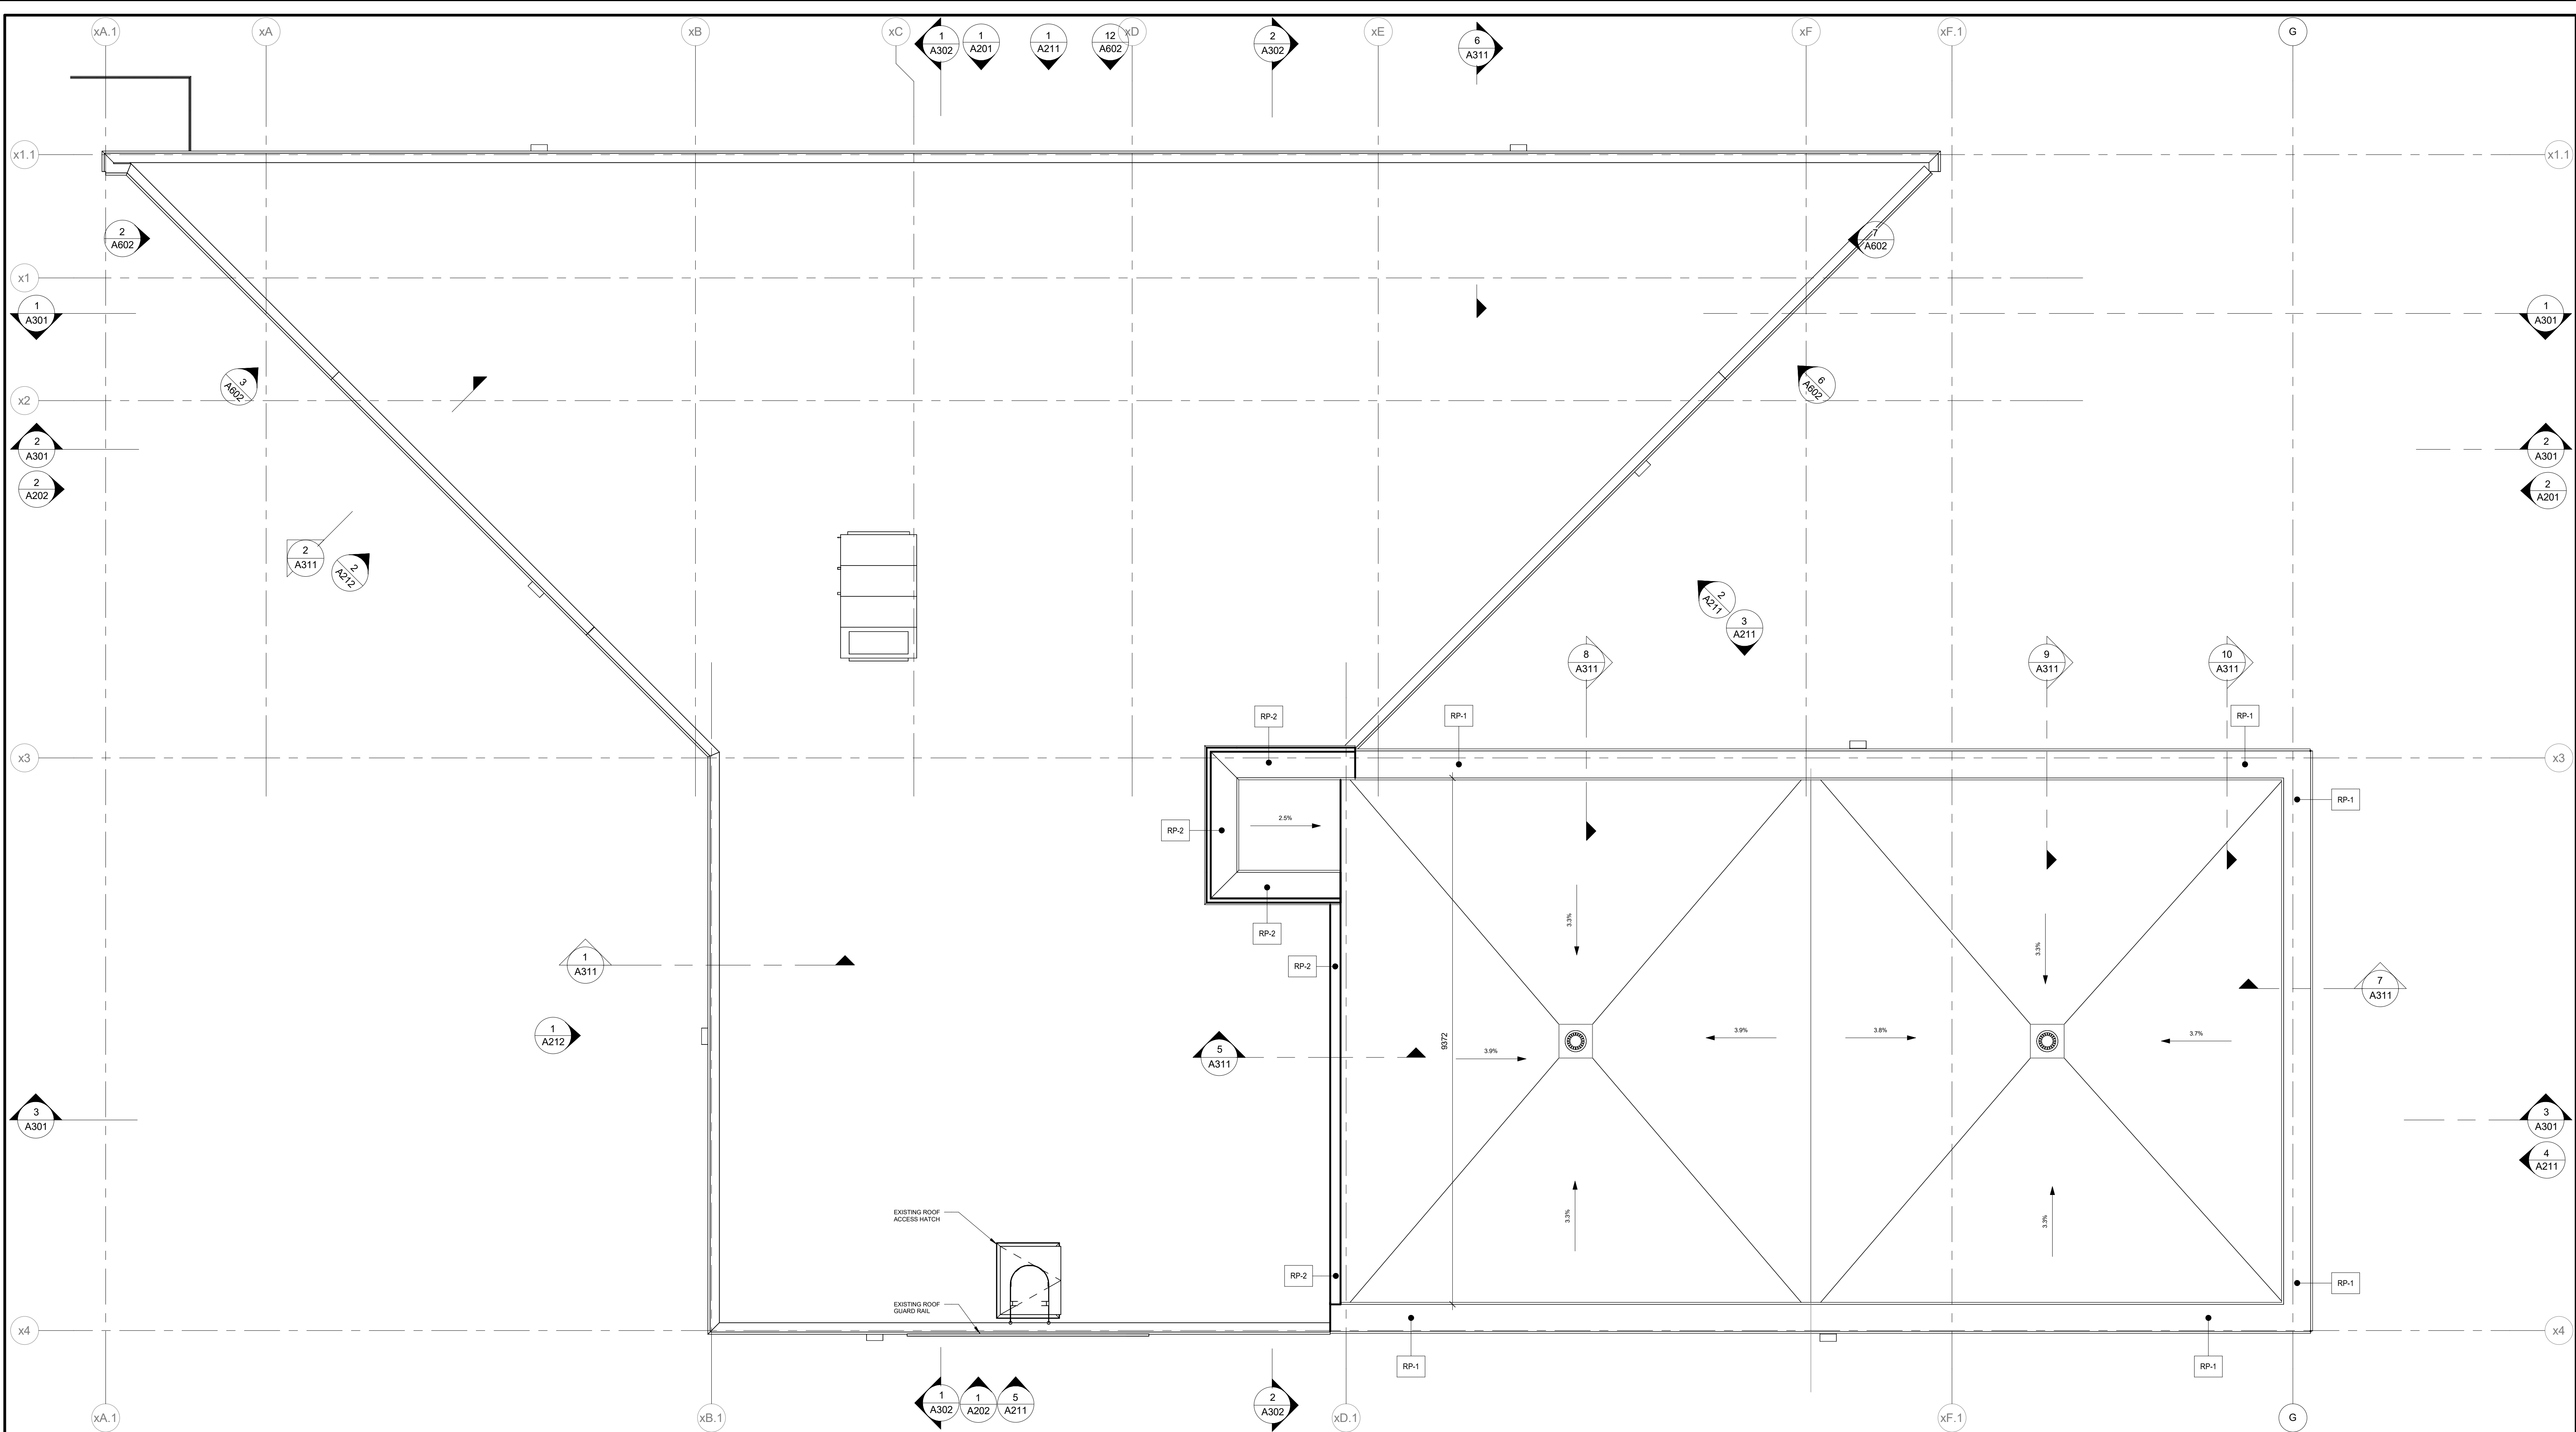 xA.1
xA
xB
xC
1
A302
1
A201
1
A211
12
A602
xD
2
A302
xE
6
A311
xF
xF.1
G
x1.1
x1.1
2
A602
7
A602
x1
1
A301
1
A301
3
A602
6
A602
x2
2
A301
2
A301
2
A202
2
A201
2
A311
2
A212
2
A211
3
A211
8
A311
9
A311
10
A311
RP-2
RP-1
RP-1
x3
x3
RP-1
2.5%
RP-2
3.3%
RP-2
3.3%
1
A311
RP-2
7
A311
1
A212
5
A311
9372
3.9%
3.9%
3.8%
3.7%
3
A301
3
A301
4
A211
EXISTING ROOF
ACCESS HATCH
3.3%
3.3%
RP-2
RP-1
EXISTING ROOF
GUARD RAIL
x4
x4
RP-1
RP-1
1
A302
1
A202
5
A211
2
A302
xA.1
xB.1
xD.1
xF.1
G